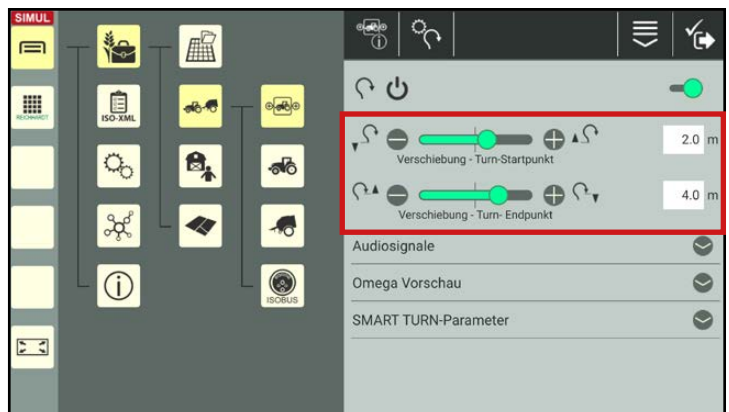 SIMUL
REICHARDT
ISO-XML
ISOBUS
Verschiebung - Turn-Startpunkt
2.0 m
Verschiebung - Turn- Endpunkt
4.0 m
Audiosignale
Omega Vorschau
SMART TURN-Parameter